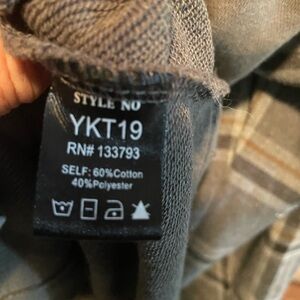 STYLE NO
YKT19
RN# 133793
SELF: 60%Cotton
40%Polyester